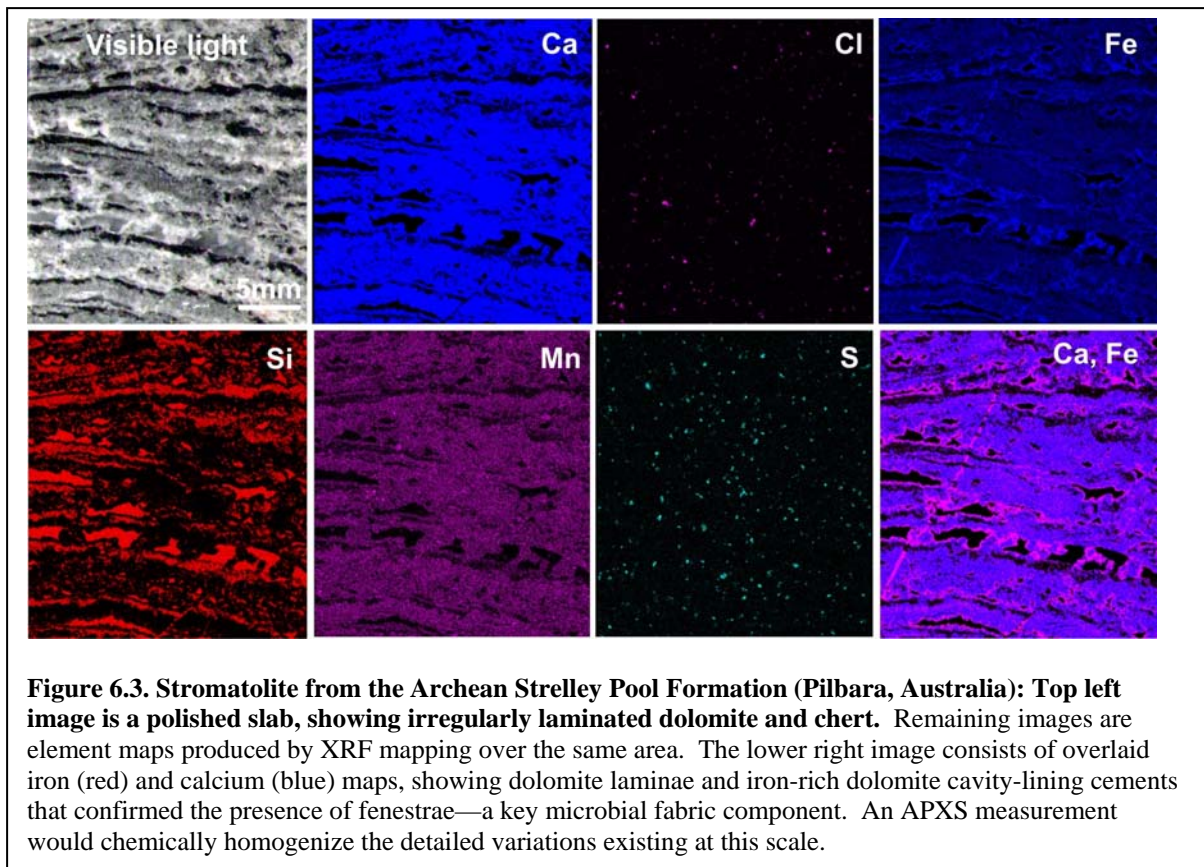 Visible light
Ca
Cl
Fe
5mm
Si
Mn
S
Ca, Fe
Figure 6.3. Stromatolite from the Archean Strelley Pool Formation (Pilbara, Australia): Top left
image is a polished slab, showing irregularly laminated dolomite and chert. Remaining images are
element maps produced by XRF mapping over the same area. The lower right image consists of overlaid
iron (red) and calcium (blue) maps, showing dolomite laminae and iron-rich dolomite cavity-lining cements
that confirmed the presence of fenestrae—a key microbial fabric component. An APXS measurement
would chemically homogenize the detailed variations existing at this scale.